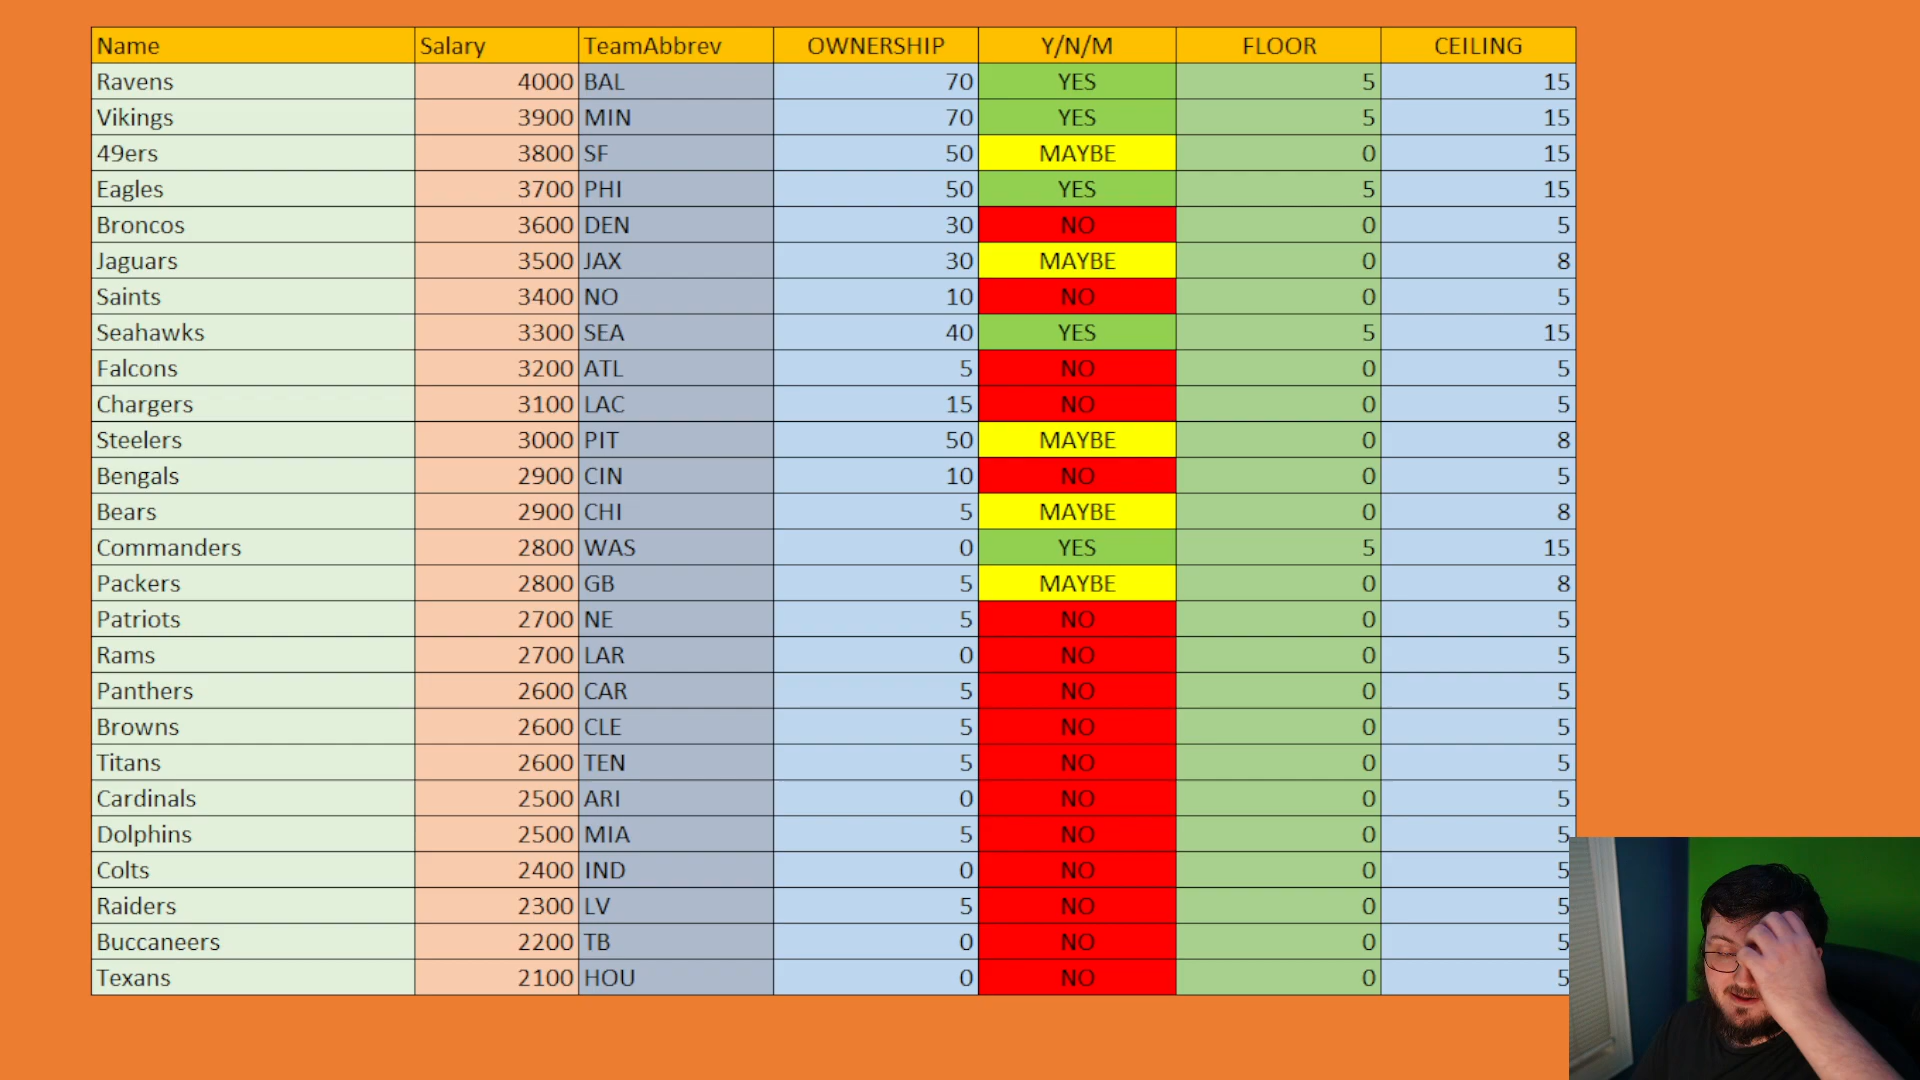 Name Salary TeamAbbrev OWNERSHIP Y/N/M FLOOR CEILING
Ravens 4000 BAL 70 YES 5 15
Vikings 3900 MIN 70 YES 5 15
49ers 3800 SF 50 MAYBE 0 15
Eagles 3700 PHI 50 YES 5 15
Broncos 3600 DEN 30 NO 0 5
Jaguars 3500 JAX 30 MAYBE 0 8
Saints 3400 NO 10 NO 0 5
Seahawks 3300 SEA 40 YES 5 15
Falcons 3200 ATL 5 NO 0 5
Chargers 3100 LAC 15 NO 0 5
Steelers 3000 PIT 50 MAYBE 0 8
Bengals 2900 CIN 10 NO 0 5
Bears 2900 CHI 5 MAYBE 0 8
Commanders 2800 WAS 0 YES 5 15
Packers 2800 GB 5 MAYBE 0 8
Patriots 2700 NE 5 NO 0 5
Rams 2700 LAR 0 NO 0 5
Panthers 2600 CAR 5 NO 0 5
Browns 2600 CLE 5 NO 0 5
Titans 2600 TEN 5 NO 0 5
Cardinals 2500 ARI 0 NO 0 5
Dolphins 2500 MIA 5 NO 0 5
Colts 2400 IND 0 NO 0 5
Raiders 2300 LV 5 NO 0 5
Buccaneers 2200 TB 0 NO 0 5
Texans 2100 HOU 0 NO 0 5